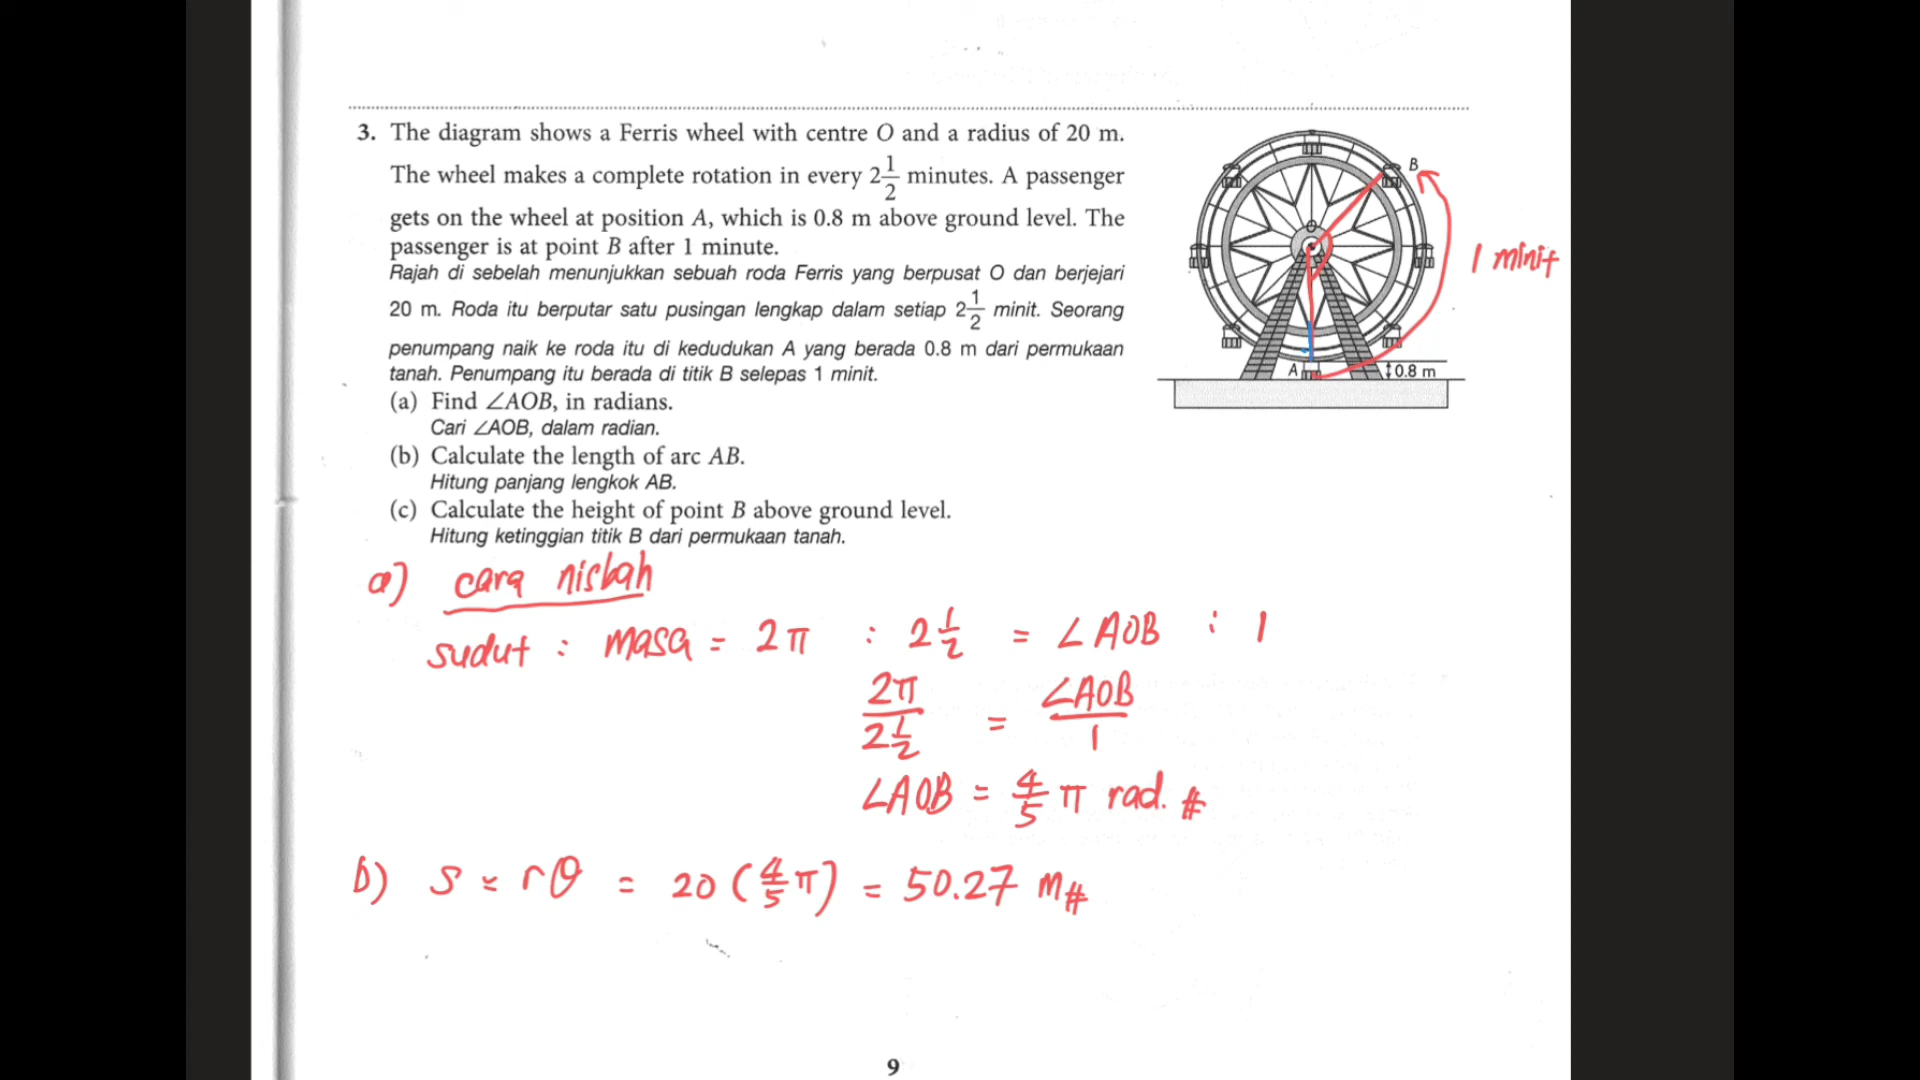 3. The diagram shows a Ferris wheel with centre O and a radius of 20 m.
The wheel makes a complete rotation in every 2 1/2 minutes. A passenger
gets on the wheel at position A, which is 0.8 m above ground level. The
passenger is at point B after 1 minute.
Rajah di sebelah menunjukkan sebuah roda Ferris yang berpusat O dan berjejari
20 m. Roda itu berputar satu pusingan lengkap dalam setiap 2 1/2 minit. Seorang
penumpang naik ke roda itu di kedudukan A yang berada 0.8 m dari permukaan
tanah. Penumpang itu berada di titik B selepas 1 minit.
(a) Find ∠AOB, in radians.
Cari ∠AOB, dalam radian.
(b) Calculate the length of arc AB.
Hitung panjang lengkok AB.
(c) Calculate the height of point B above ground level.
Hitung ketinggian titik B dari permukaan tanah.
B
O
1 minit
A
0.8 m
a) cara nisbah
sudut : masa = 2π : 2 1/2 = ∠AOB : 1
2π / 2 1/2 = ∠AOB / 1
∠AOB = 4/5 π rad. #
b) s = rθ = 20 (4/5 π) = 50.27 m #
9